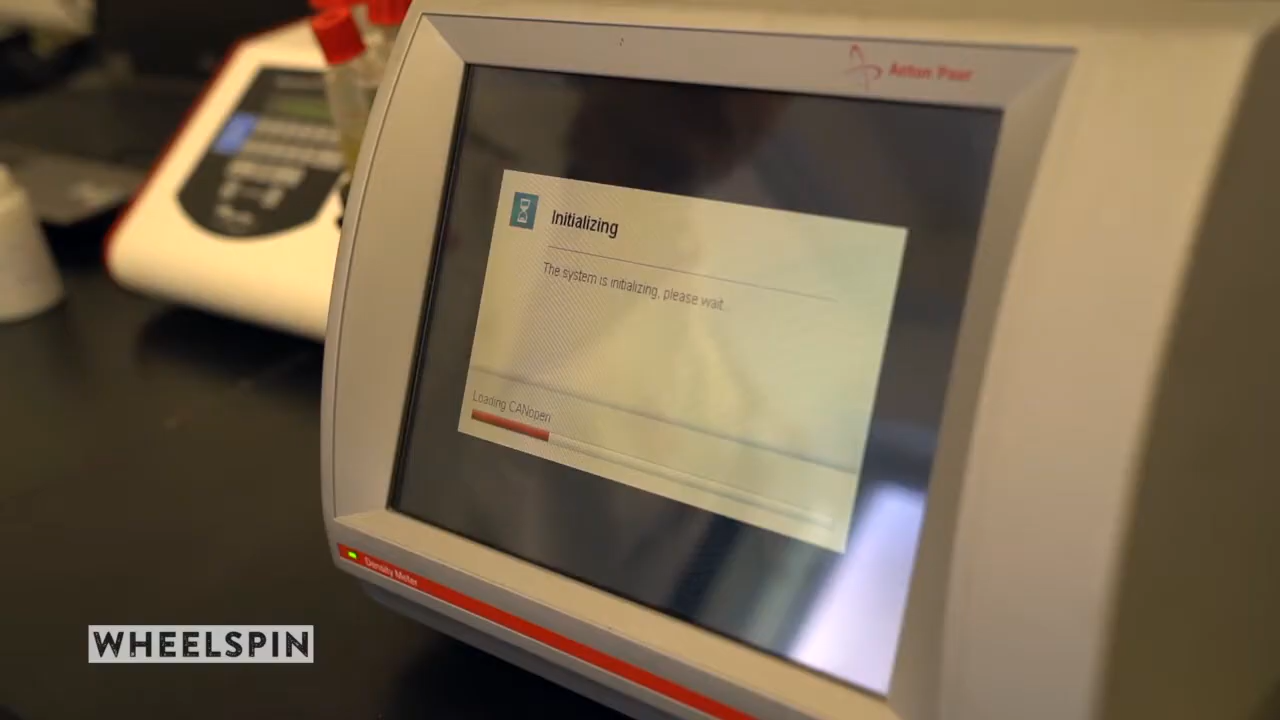 Anton Paar
Initializing
The system is initializing, please wait...
Loading CANopen
Density Meter
WHEELSPIN